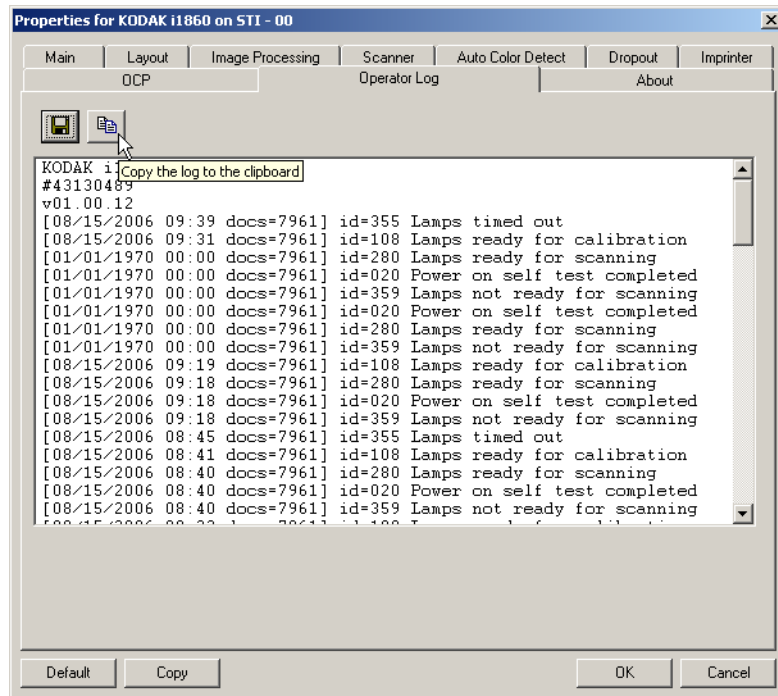 Properties for KODAK i1860 on STI - 00
Main Layout Image Processing Scanner Auto Color Detect Dropout Imprinter
OCP Operator Log About
KODAK
Copy the log to the clipboard
#43130489
v01.00.12
[08/15/2006 09:39 docs=7961] id=355 Lamps timed out
[08/15/2006 09:31 docs=7961] id=108 Lamps ready for calibration
[01/01/1970 00:00 docs=7961] id=280 Lamps ready for scanning
[01/01/1970 00:00 docs=7961] id=020 Power on self test completed
[01/01/1970 00:00 docs=7961] id=359 Lamps not ready for scanning
[01/01/1970 00:00 docs=7961] id=020 Power on self test completed
[01/01/1970 00:00 docs=7961] id=280 Lamps ready for scanning
[01/01/1970 00:00 docs=7961] id=359 Lamps not ready for scanning
[08/15/2006 09:19 docs=7961] id=108 Lamps ready for calibration
[08/15/2006 09:18 docs=7961] id=280 Lamps ready for scanning
[08/15/2006 09:18 docs=7961] id=020 Power on self test completed
[08/15/2006 09:18 docs=7961] id=359 Lamps not ready for scanning
[08/15/2006 08:45 docs=7961] id=355 Lamps timed out
[08/15/2006 08:41 docs=7961] id=108 Lamps ready for calibration
[08/15/2006 08:40 docs=7961] id=280 Lamps ready for scanning
[08/15/2006 08:40 docs=7961] id=020 Power on self test completed
[08/15/2006 08:40 docs=7961] id=359 Lamps not ready for scanning
Default Copy OK Cancel